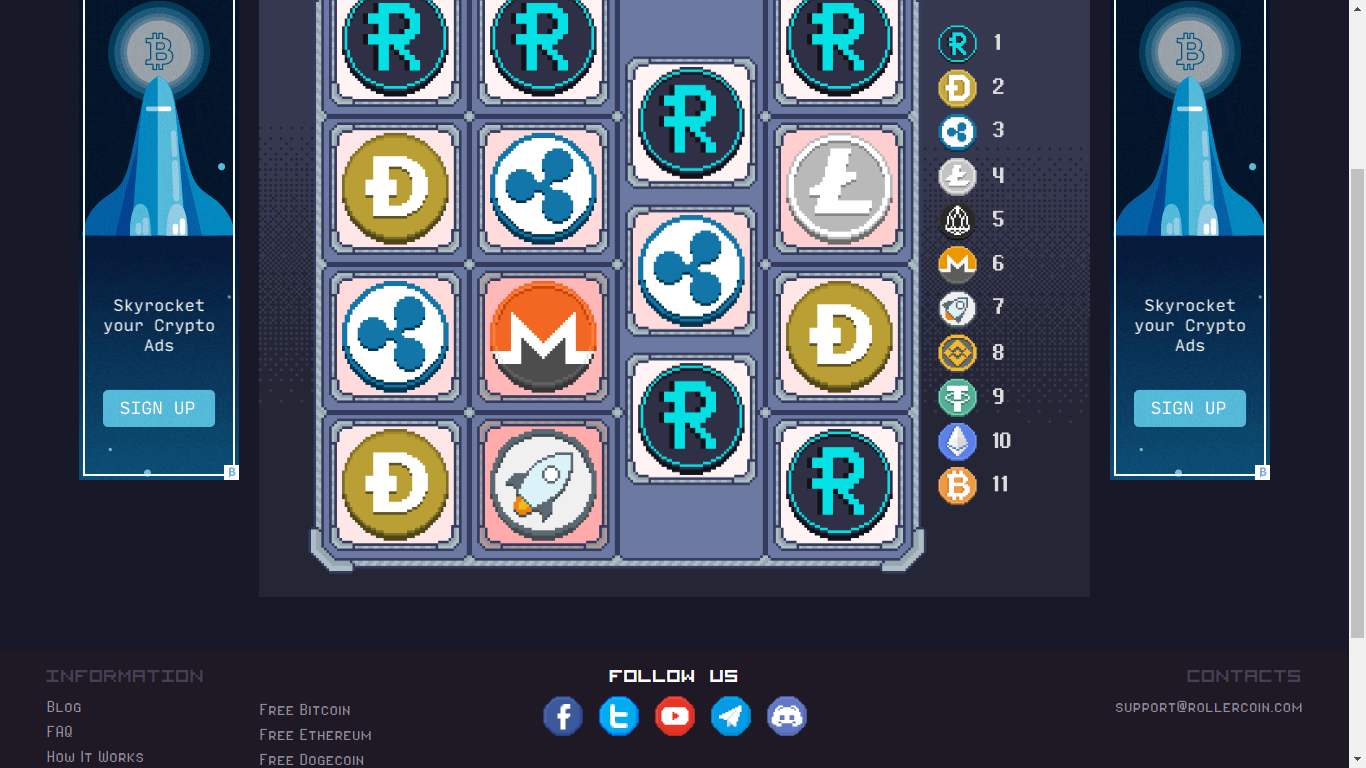 1
2
3
4
5
6
7
8
9
10
11
Skyrocket
your Crypto
Ads
SIGN UP
Skyrocket
your Crypto
Ads
SIGN UP
INFORMATION
Blog
FAQ
How It Works
Free Bitcoin
Free Ethereum
Free Dogecoin
FOLLOW US
CONTACTS
support@rollercoin.com